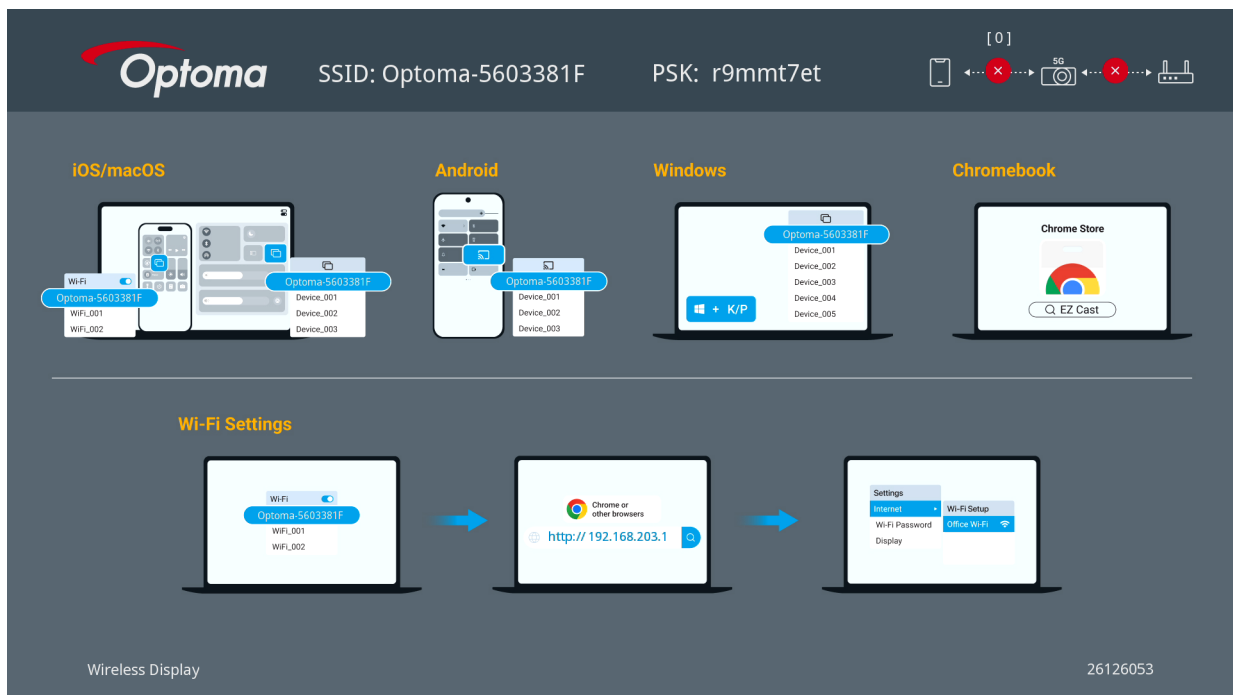 Optoma
SSID: Optoma-5603381F
PSK: r9mmt7et
[ 0 ]
5G
iOS/macOS
Android
Windows
Chromebook
Wi-Fi
Optoma-5603381F
WiFi_001
WiFi_002
Optoma-5603381F
Device_001
Device_002
Device_003
Optoma-5603381F
Device_001
Device_002
Device_003
Optoma-5603381F
Device_001
Device_002
Device_003
Device_004
Device_005
+ K/P
Chrome Store
EZ Cast
Wi-Fi Settings
Wi-Fi
Optoma-5603381F
WiFi_001
WiFi_002
Chrome or
other browsers
http:// 192.168.203.1
Settings
Internet
Wi-Fi Password
Display
Wi-Fi Setup
Office Wi-Fi
Wireless Display
26126053